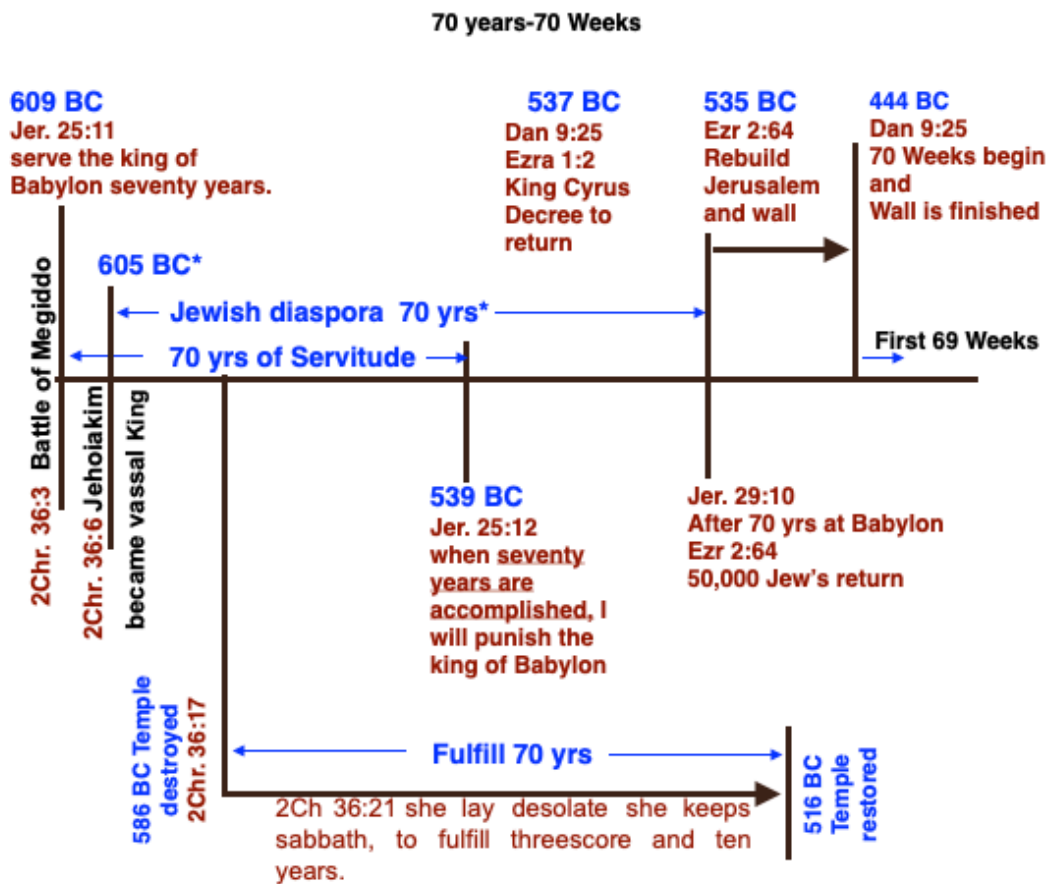 70 years-70 Weeks
609 BC
Jer. 25:11
serve the king of
Babylon seventy years.
537 BC
Dan 9:25
Ezra 1:2
King Cyrus
Decree to
return
535 BC
Ezr 2:64
Rebuild
Jerusalem
and wall
444 BC
Dan 9:25
70 Weeks begin
and
Wall is finished
605 BC*
Jewish diaspora 70 yrs*
70 yrs of Servitude
First 69 Weeks
2Chr. 36:3 Battle of Megiddo
2Chr. 36:6 Jehoiakim
became vassal King
539 BC
Jer. 25:12
when seventy
years are
accomplished, I
will punish the
king of Babylon
Jer. 29:10
After 70 yrs at Babylon
Ezr 2:64
50,000 Jew's return
586 BC Temple
destroyed
2Chr. 36:17
Fulfill 70 yrs
2Ch 36:21 she lay desolate she keeps
sabbath, to fulfill threescore and ten
years.
516 BC
Temple
restored